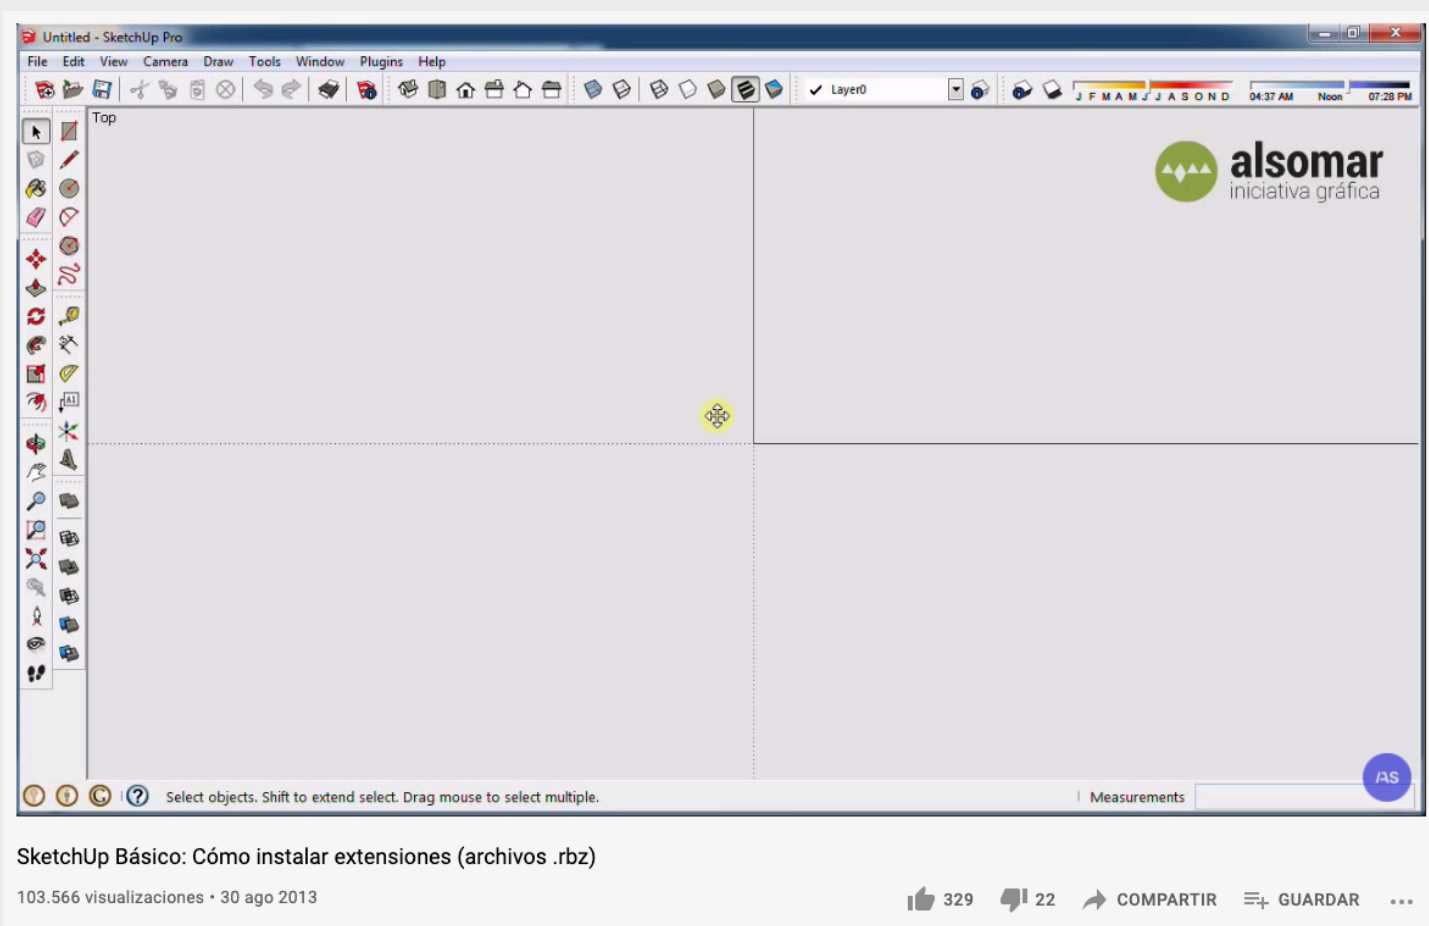 Untitled - SketchUp Pro
File Edit View Camera Draw Tools Window Plugins Help
Layer0
J F M A M J J A S O N D
04:37 AM Noon 07:28 PM
Top
alsomar
iniciativa gráfica
A1
AS
Select objects. Shift to extend select. Drag mouse to select multiple.
Measurements
SketchUp Básico: Cómo instalar extensiones (archivos .rbz)
103.566 visualizaciones • 30 ago 2013
329 22 COMPARTIR GUARDAR